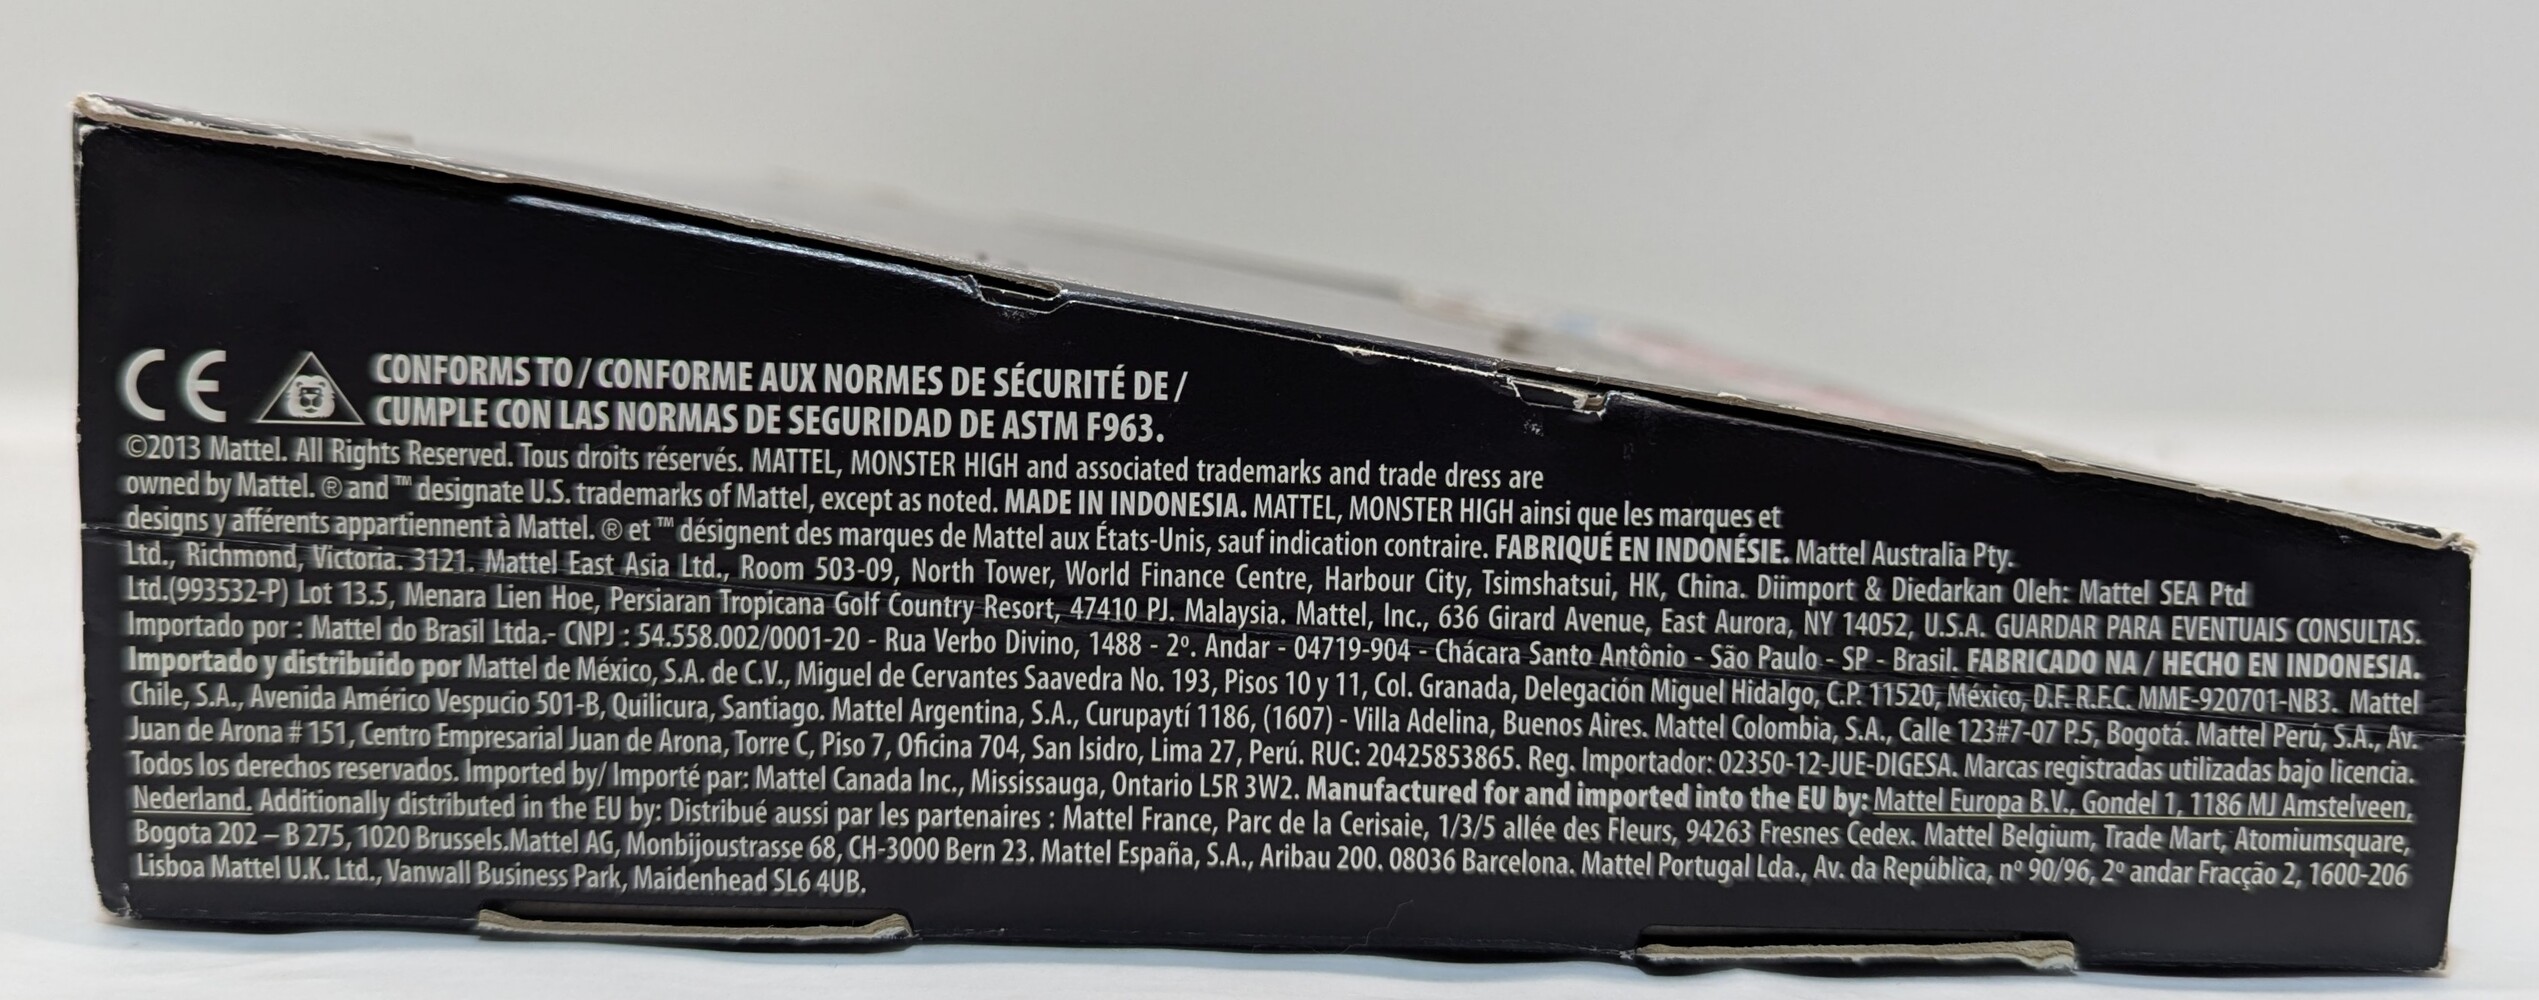 CE CONFORMS TO / CONFORME AUX NORMES DE SÉCURITÉ DE /
CUMPLE CON LAS NORMAS DE SEGURIDAD DE ASTM F963.
©2013 Mattel. All Rights Reserved. Tous droits réservés. MATTEL, MONSTER HIGH and associated trademarks and trade dress are
owned by Mattel. ® and ™ designate U.S. trademarks of Mattel, except as noted. MADE IN INDONESIA. MATTEL, MONSTER HIGH ainsi que les marques et
designs y afférents appartiennent à Mattel. ® et ™ désignent des marques de Mattel aux États-Unis, sauf indication contraire. FABRIQUÉ EN INDONÉSIE. Mattel Australia Pty.
Ltd., Richmond, Victoria. 3121. Mattel East Asia Ltd., Room 503-09, North Tower, World Finance Centre, Harbour City, Tsimshatsui, HK, China. Diimport & Diedarkan Oleh: Mattel SEA Ptd
Ltd.(993532-P) Lot 13.5, Menara Lien Hoe, Persiaran Tropicana Golf Country Resort, 47410 PJ. Malaysia. Mattel, Inc., 636 Girard Avenue, East Aurora, NY 14052, U.S.A. GUARDAR PARA EVENTUAIS CONSULTAS.
Importado por : Mattel do Brasil Ltda.- CNPJ : 54.558.002/0001-20 - Rua Verbo Divino, 1488 - 2º. Andar - 04719-904 - Chácara Santo Antônio - São Paulo - SP - Brasil. FABRICADO NA / HECHO EN INDONESIA.
Importado y distribuido por Mattel de México, S.A. de C.V., Miguel de Cervantes Saavedra No. 193, Pisos 10 y 11, Col. Granada, Delegación Miguel Hidalgo, C.P. 11520, México, D.F. R.F.C. MME-920701-NB3. Mattel
Chile, S.A., Avenida Américo Vespucio 501-B, Quilicura, Santiago. Mattel Argentina, S.A., Curupaytí 1186, (1607) - Villa Adelina, Buenos Aires. Mattel Colombia, S.A., Calle 123#7-07 P.5, Bogotá. Mattel Perú, S.A., Av.
Juan de Arona # 151, Centro Empresarial Juan de Arona, Torre C, Piso 7, Oficina 704, San Isidro, Lima 27, Perú. RUC: 20425853865. Reg. Importador: 02350-12-JUE-DIGESA. Marcas registradas utilizadas bajo licencia.
Todos los derechos reservados. Imported by/ Importé par: Mattel Canada Inc., Mississauga, Ontario L5R 3W2. Manufactured for and imported into the EU by: Mattel Europa B.V., Gondel 1, 1186 MJ Amstelveen,
Nederland. Additionally distributed in the EU by: Distribué aussi par les partenaires : Mattel France, Parc de la Cerisaie, 1/3/5 allée des Fleurs, 94263 Fresnes Cedex. Mattel Belgium, Trade Mart, Atomiumsquare,
Bogota 202 – B 275, 1020 Brussels.Mattel AG, Monbijoustrasse 68, CH-3000 Bern 23. Mattel España, S.A., Aribau 200. 08036 Barcelona. Mattel Portugal Lda., Av. da República, nº 90/96, 2º andar Fracção 2, 1600-206
Lisboa Mattel U.K. Ltd., Vanwall Business Park, Maidenhead SL6 4UB.